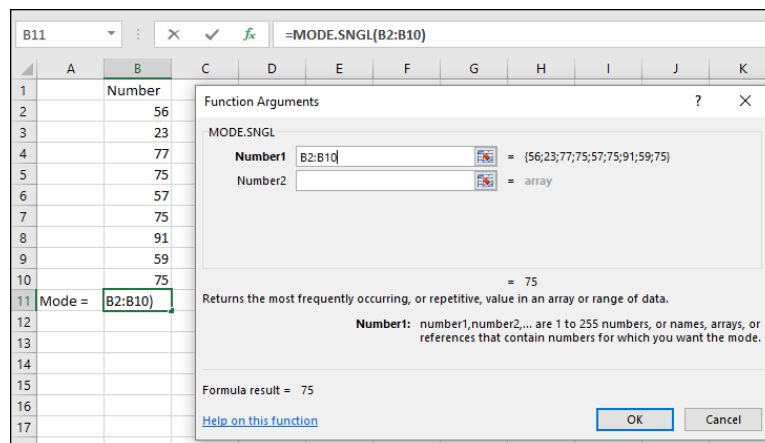 B11 =MODE.SNGL(B2:B10)
A B C D E F G H I J K
1 Number
2 56
3 23
4 77
5 75
6 57
7 75
8 91
9 59
10 75
11 Mode = B2:B10)
12
13
14
15
16
17
Function Arguments ? X
MODE.SNGL
Number1 B2:B10 = {56;23;77;75;57;75;91;59;75}
Number2 = array
= 75
Returns the most frequently occurring, or repetitive, value in an array or range of data.
Number1: number1,number2,... are 1 to 255 numbers, or names, arrays, or
references that contain numbers for which you want the mode.
Formula result = 75
Help on this function OK Cancel